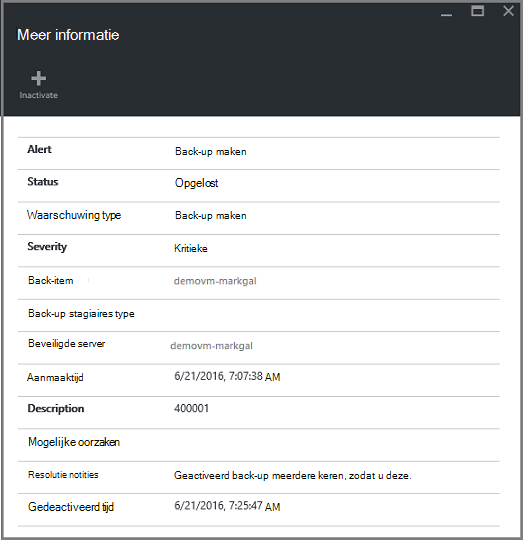 Meer informatie
Inactivate
Alert Back-up maken
Status Opgelost
Waarschuwing type Back-up maken
Severity Kritieke
Back-item demovm-markgal
Back-up stagiaires type
Beveiligde server demovm-markgal
Aanmaaktijd 6/21/2016, 7:07:38 AM
Description 400001
Mogelijke oorzaken
Resolutie notities Geactiveerd back-up meerdere keren, zodat u deze.
Gedeactiveerd tijd 6/21/2016, 7:25:47 AM